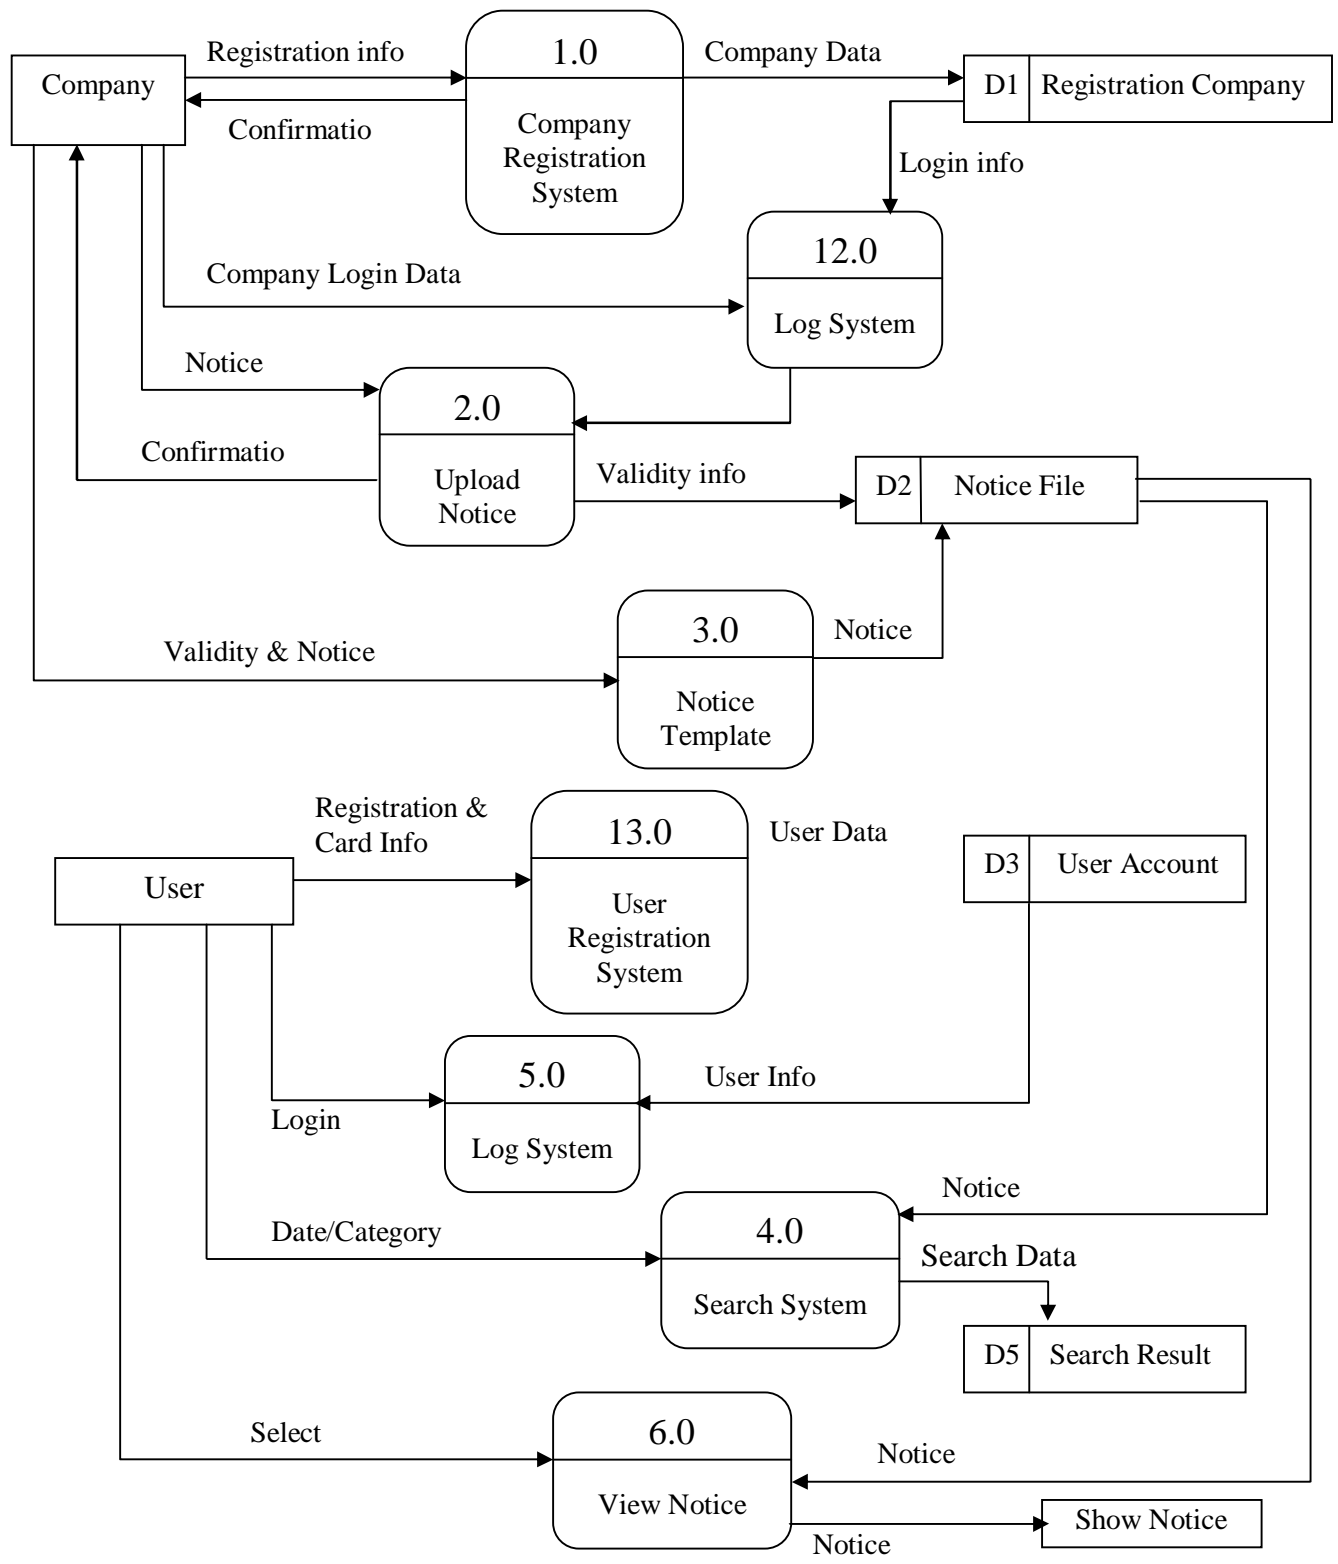 Registration info
1.0
Company Data
Company
D1
Registration Company
Confirmatio
Company
Registration
System
Login info
12.0
Company Login Data
Log System
Notice
2.0
Confirmatio
Validity info
D2
Notice File
Upload
Notice
3.0
Notice
Validity & Notice
Notice
Template
Registration &
Card Info
13.0
User Data
D3
User Account
User
User
Registration
System
5.0
User Info
Login
Log System
Notice
Date/Category
4.0
Search Data
Search System
D5
Search Result
Select
6.0
Notice
View Notice
Show Notice
Notice